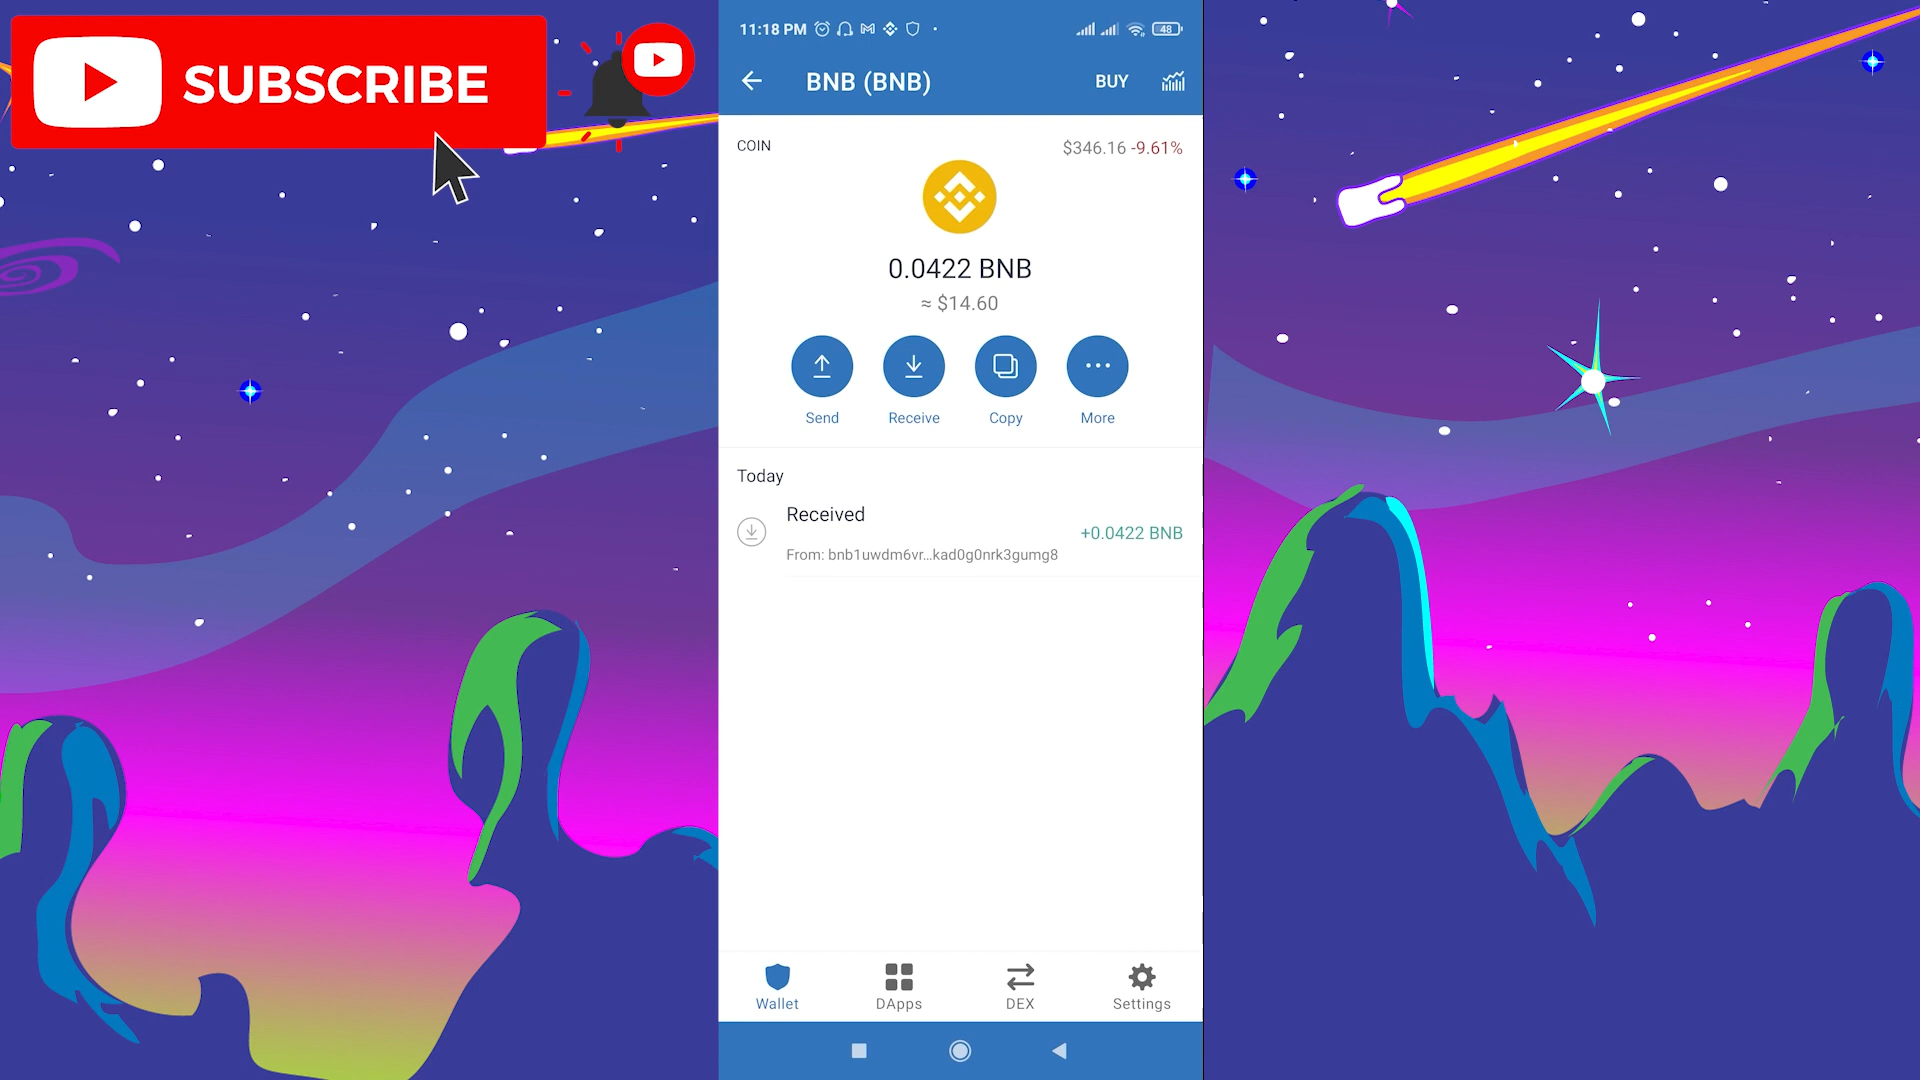 SUBSCRIBE
11:18 PM
48
BNB (BNB)
BUY
COIN
$346.16 -9.61%
0.0422 BNB
≈ $14.60
Send
Receive
Copy
More
Today
Received
+0.0422 BNB
From: bnb1uwdm6vr...kad0g0nrk3gumg8
Wallet
DApps
DEX
Settings